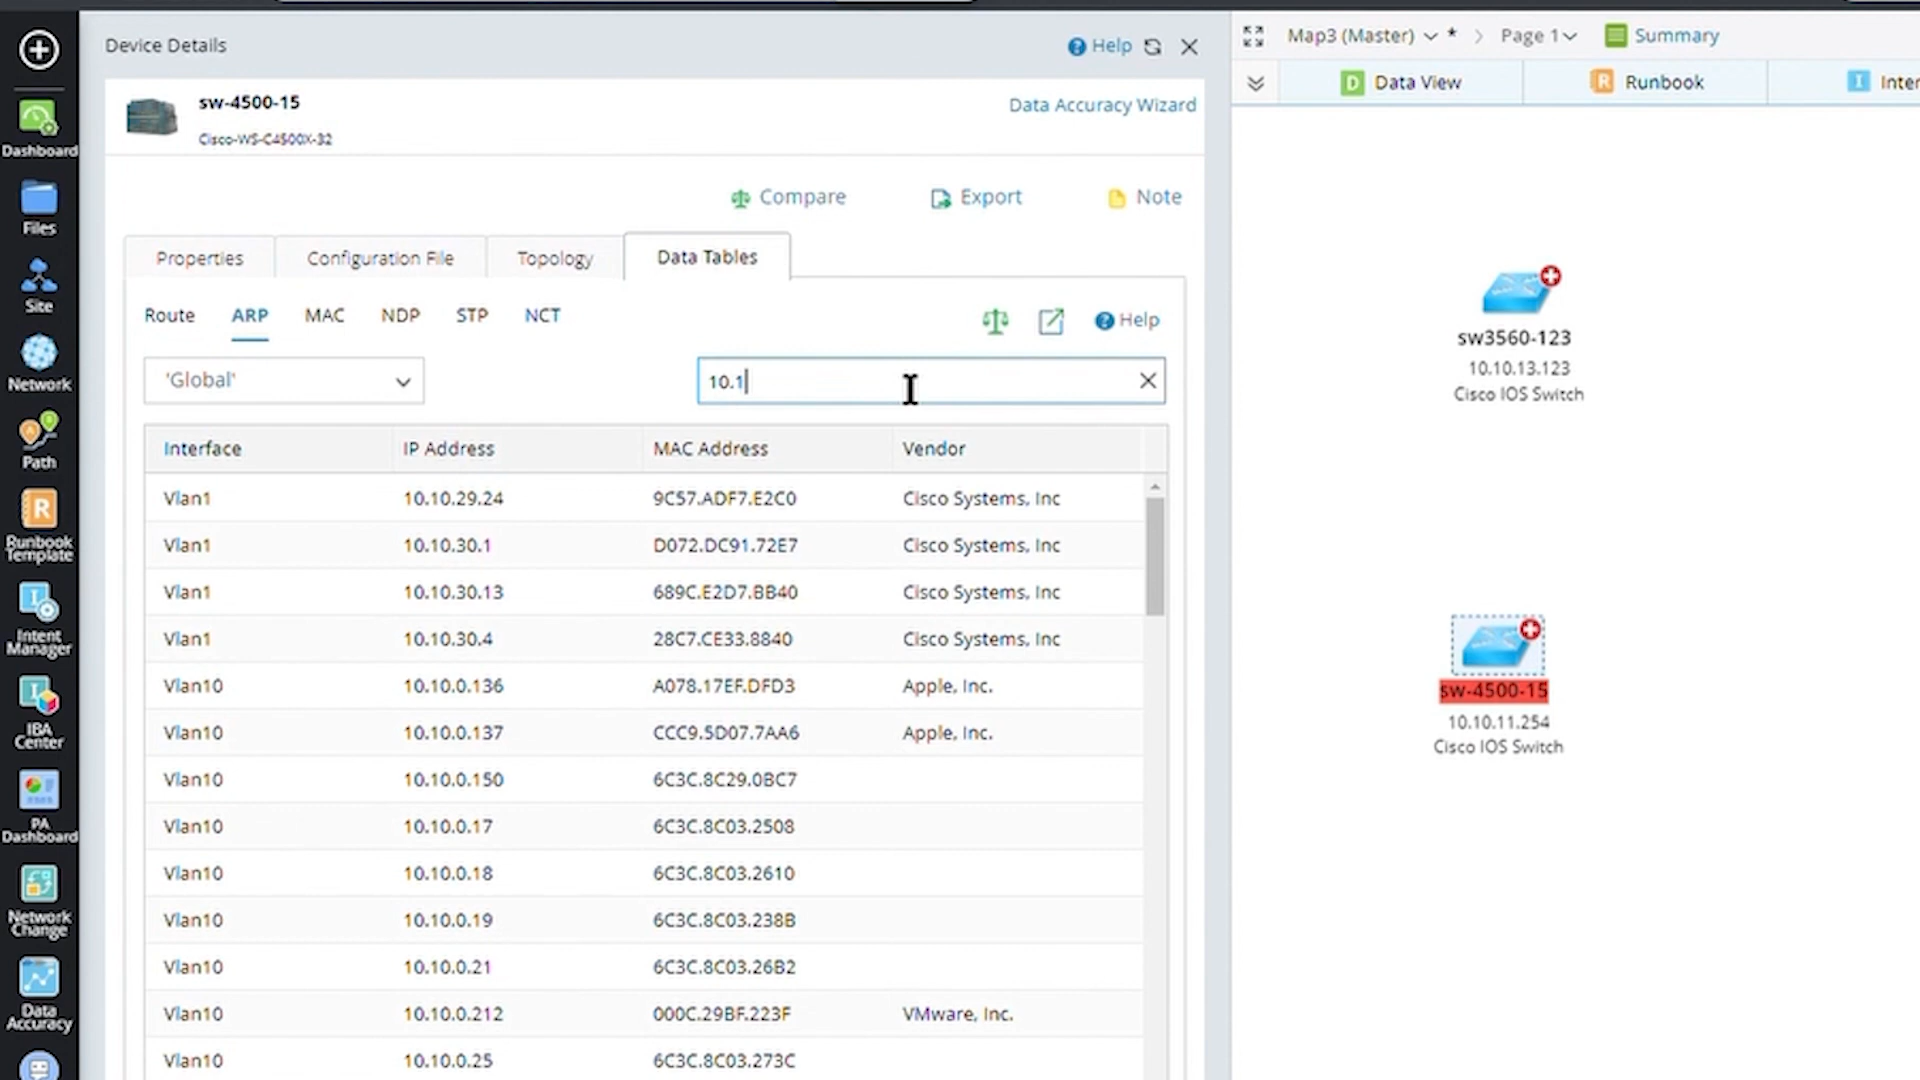 Device Details
Help
sw-4500-15
Data Accuracy Wizard
Cisco-WS-C4500X-32
Compare
Export
Note
Properties
Configuration File
Topology
Data Tables
Route
ARP
MAC
NDP
STP
NCT
Help
'Global'
10.1
Interface IP Address MAC Address Vendor
Vlan1 10.10.29.24 9C57.ADF7.E2C0 Cisco Systems, Inc
Vlan1 10.10.30.1 D072.DC91.72E7 Cisco Systems, Inc
Vlan1 10.10.30.13 689C.E2D7.BB40 Cisco Systems, Inc
Vlan1 10.10.30.4 28C7.CE33.8840 Cisco Systems, Inc
Vlan10 10.10.0.136 A078.17EF.DFD3 Apple, Inc.
Vlan10 10.10.0.137 CCC9.5D07.7AA6 Apple, Inc.
Vlan10 10.10.0.150 6C3C.8C29.0BC7
Vlan10 10.10.0.17 6C3C.8C03.2508
Vlan10 10.10.0.18 6C3C.8C03.2610
Vlan10 10.10.0.19 6C3C.8C03.238B
Vlan10 10.10.0.21 6C3C.8C03.26B2
Vlan10 10.10.0.212 000C.29BF.223F VMware, Inc.
Vlan10 10.10.0.25 6C3C.8C03.273C
Dashboard
Files
Site
Network
Path
Runbook
Template
Intent
Manager
IBA
Center
PA
Dashboard
Network
Change
Data
Accuracy
Map3 (Master) * > Page 1
Summary
D Data View
R Runbook
I Inter
sw3560-123
10.10.13.123
Cisco IOS Switch
sw-4500-15
10.10.11.254
Cisco IOS Switch